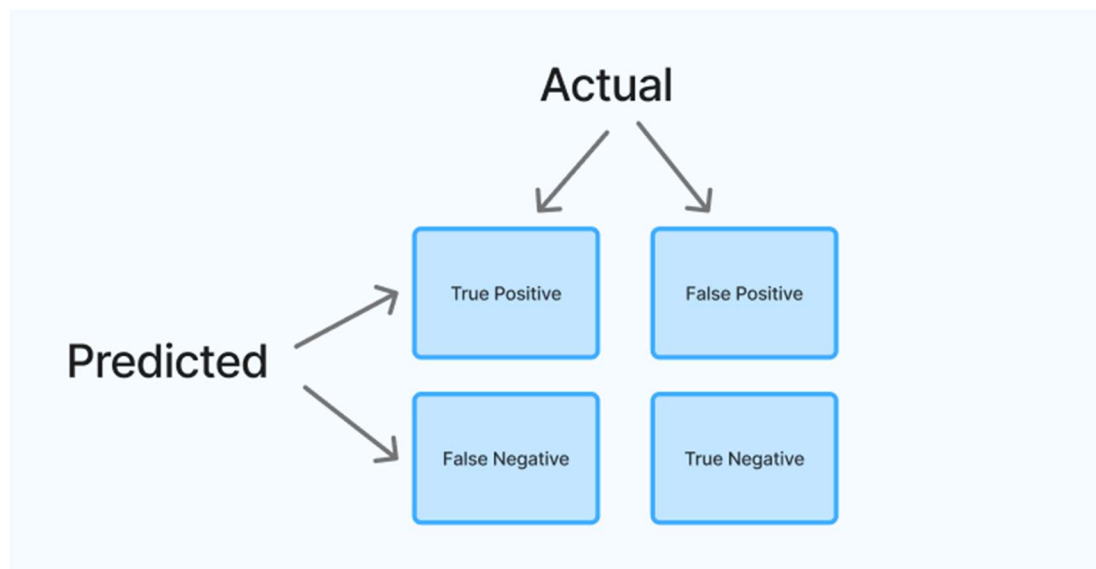 Actual
True Positive
False Positive
Predicted
False Negative
True Negative